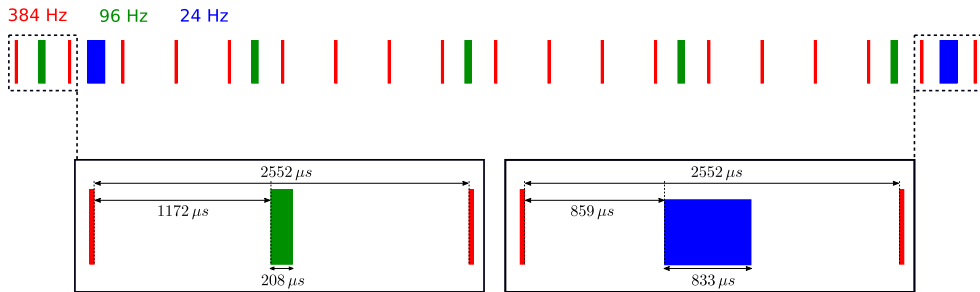 384 Hz 96 Hz 24 Hz
2552 µs 2552 µs
1172 µs 859 µs
208 µs 833 µs